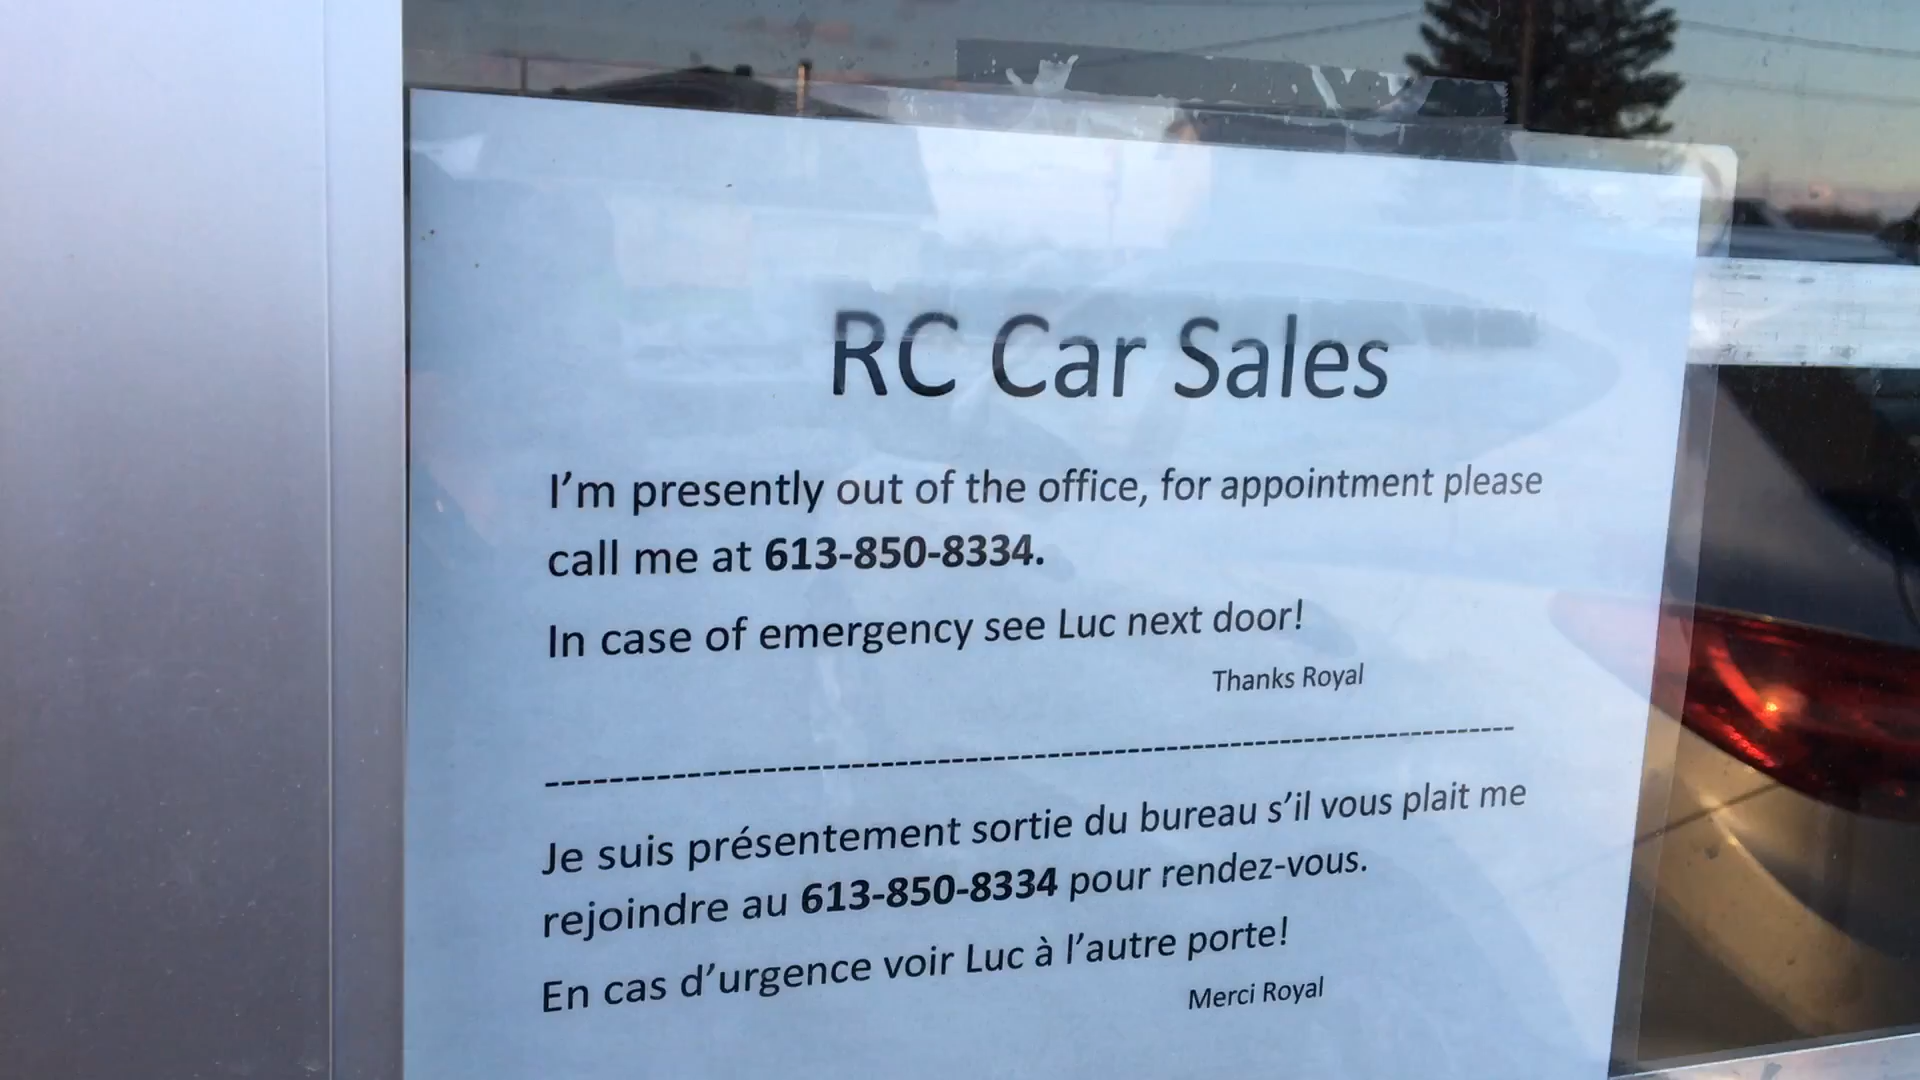 RC Car Sales
I'm presently out of the office, for appointment please
call me at 613-850-8334.
In case of emergency see Luc next door!
Thanks Royal
--------------------------------------------------------------------------------
Je suis présentement sortie du bureau s'il vous plait me
rejoindre au 613-850-8334 pour rendez-vous.
En cas d'urgence voir Luc à l'autre porte!
Merci Royal